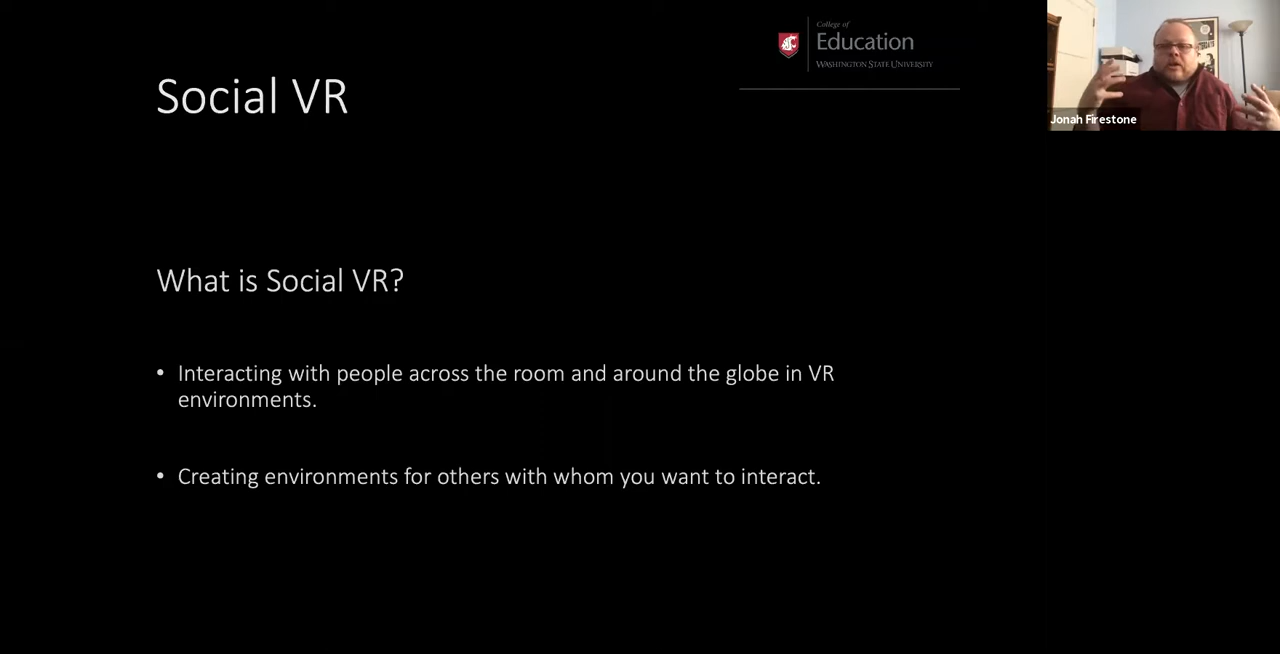 College of
Education
WASHINGTON STATE UNIVERSITY
Social VR
Jonah Firestone
What is Social VR?
• Interacting with people across the room and around the globe in VR
environments.
• Creating environments for others with whom you want to interact.